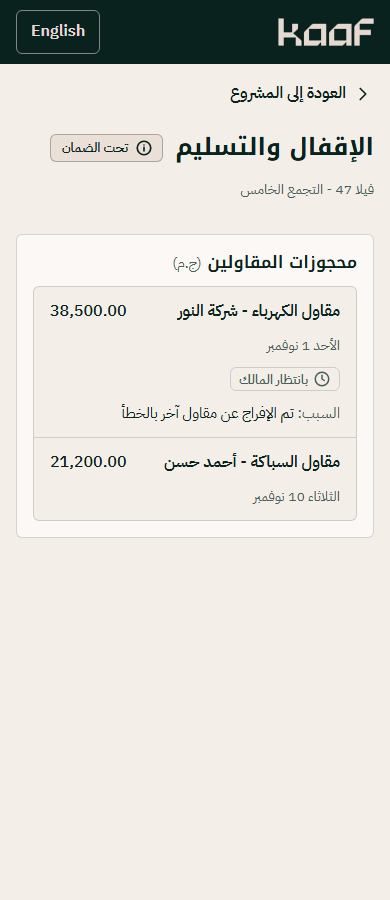 kaaf
English
العودة إلى المشروع
الإقفال والتسليم
تحت الضمان
فيلا 47 - التجمع الخامس
محجوزات المقاولين (ج.م)
مقاول الكهرباء - شركة النور 38,500.00
الأحد 1 نوفمبر
بانتظار المالك
السبب: تم الإفراج عن مقاول آخر بالخطأ
مقاول السباكة - أحمد حسن 21,200.00
الثلاثاء 10 نوفمبر